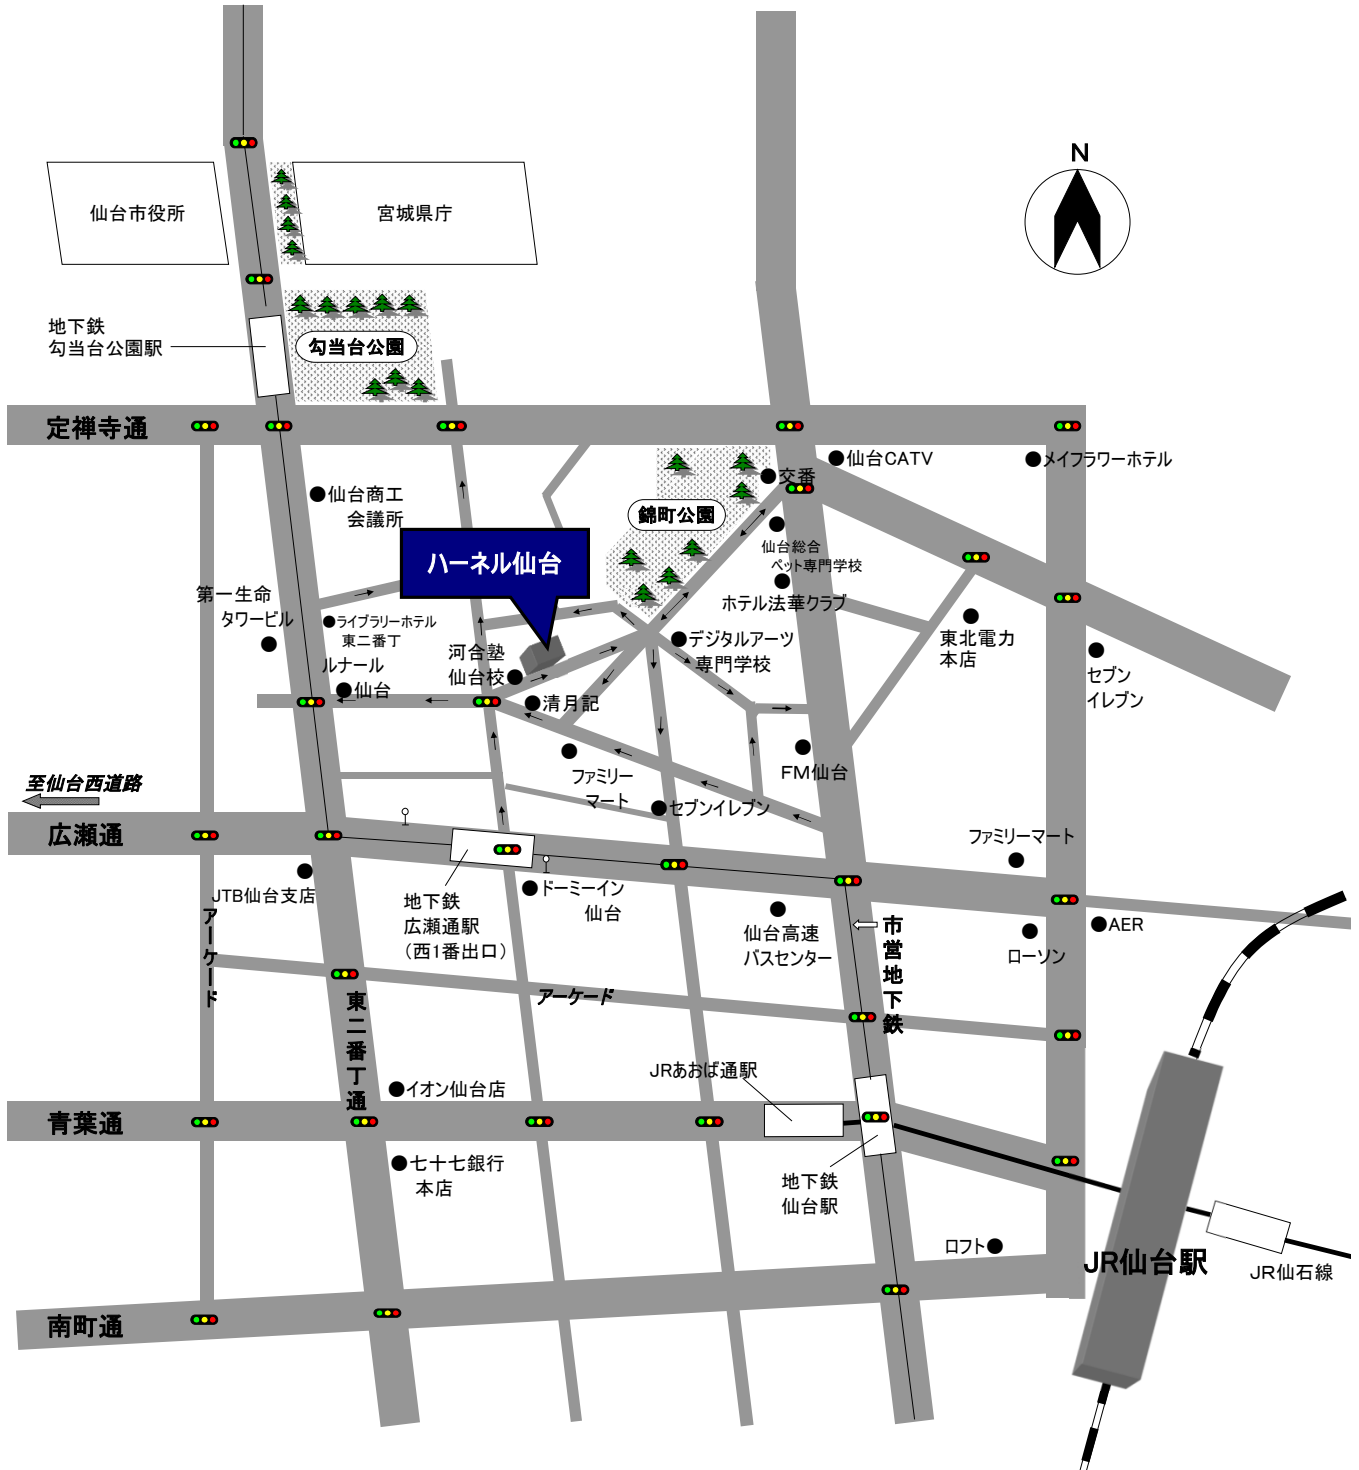 N
仙台市役所
宮城県庁
地下鉄
勾当台公園駅
勾当台公園
定禅寺通
仙台CATV
メイフラワーホテル
交番
仙台商工
会議所
錦町公園
仙台総合
ペット専門学校
ハーネル仙台
第一生命
タワービル
ホテル法華クラブ
ライブラリーホテル
東二番丁
東北電力
本店
デジタルアーツ
専門学校
河合塾
仙台校
ルナール
仙台
セブン
イレブン
清月記
ファミリー
マート
FM仙台
至仙台西道路
セブンイレブン
広瀬通
ファミリーマート
JTB仙台支店
アーケード
地下鉄
広瀬通駅
(西1番出口)
ドーミーイン
仙台
仙台高速
バスセンター
市営地下鉄
ローソン
AER
東二番丁通
アーケード
JRあおば通駅
イオン仙台店
青葉通
七十七銀行
本店
地下鉄
仙台駅
ロフト
JR仙台駅
JR仙石線
南町通